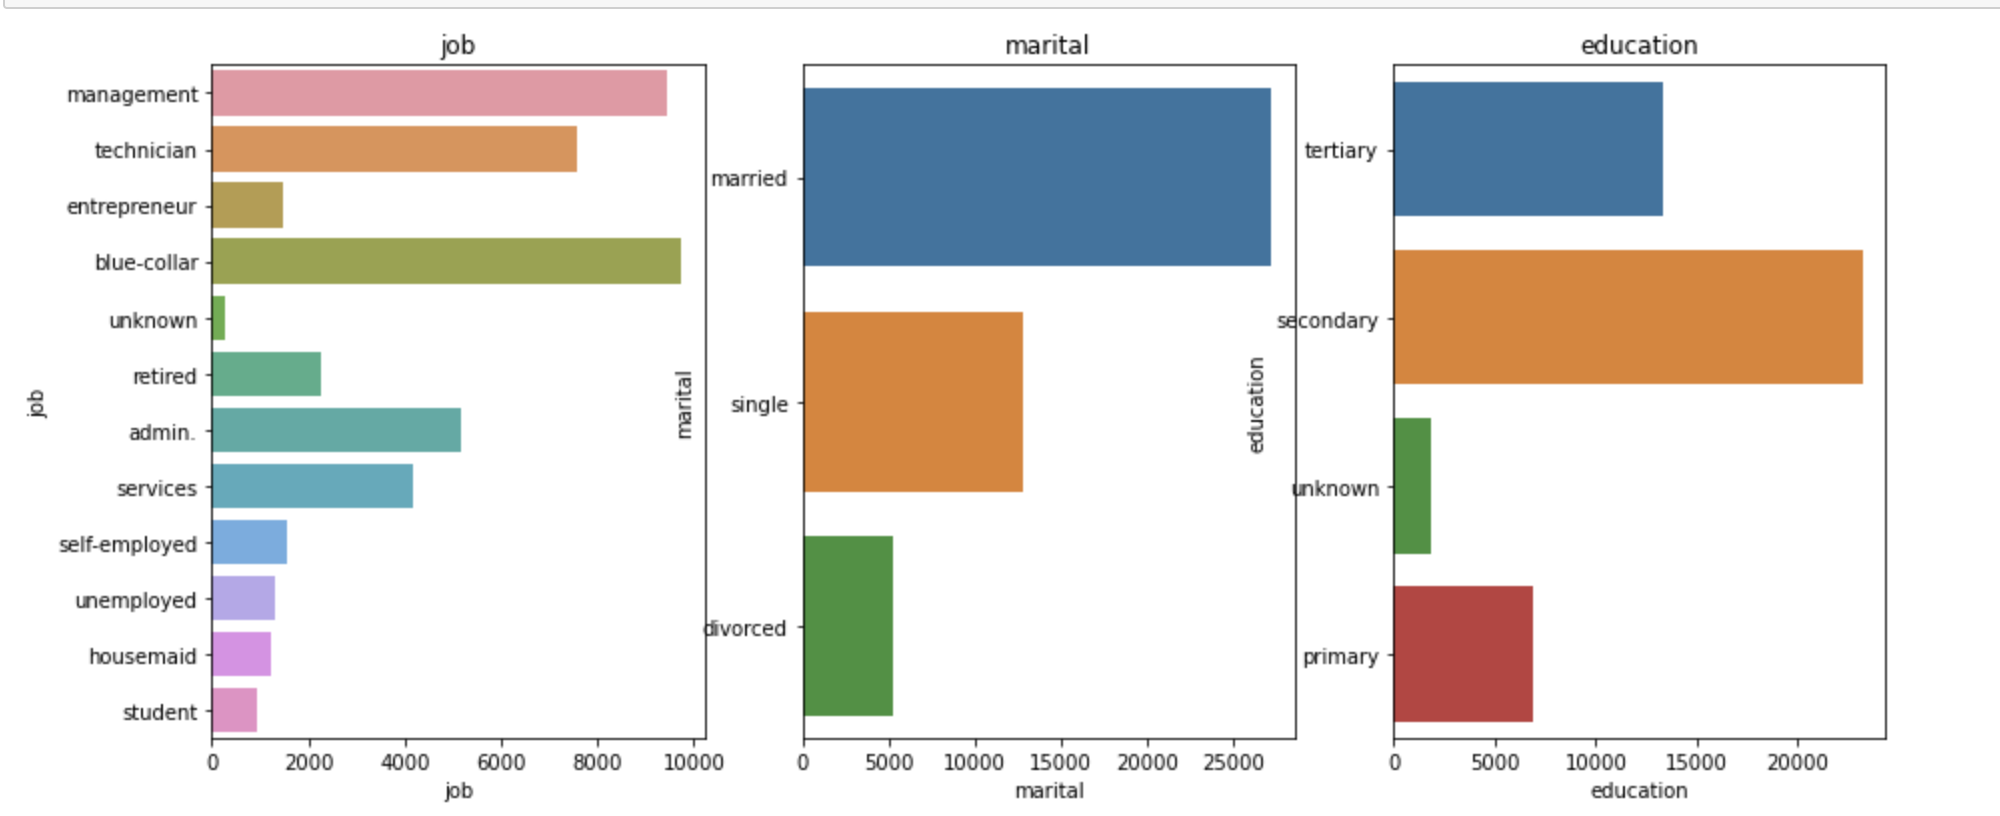 job
management
technician
entrepreneur
blue-collar
unknown
retired
admin.
services
self-employed
unemployed
housemaid
student
job
0 2000 4000 6000 8000 10000
job
marital
married
single
divorced
marital
0 5000 10000 15000 20000 25000
marital
education
tertiary
secondary
unknown
primary
education
0 5000 10000 15000 20000
education